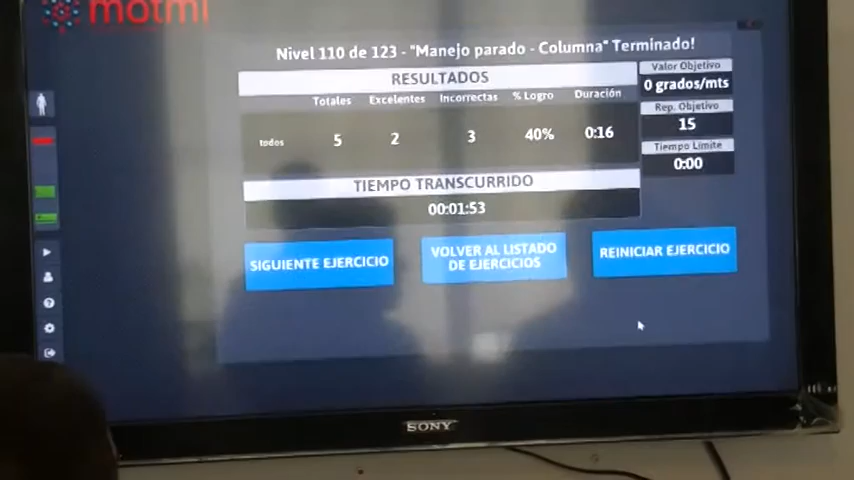 motmi
Nivel 110 de 123 - "Manejo parado - Columna" Terminado!
RESULTADOS
Totales Excelentes Incorrectas % Logro Duración
todos 5 2 3 40% 0:16
TIEMPO TRANSCURRIDO
00:01:53
Valor Objetivo
0 grados/mts
Rep. Objetivo
15
Tiempo Límite
0:00
SIGUIENTE EJERCICIO
VOLVER AL LISTADO
DE EJERCICIOS
REINICIAR EJERCICIO
SONY